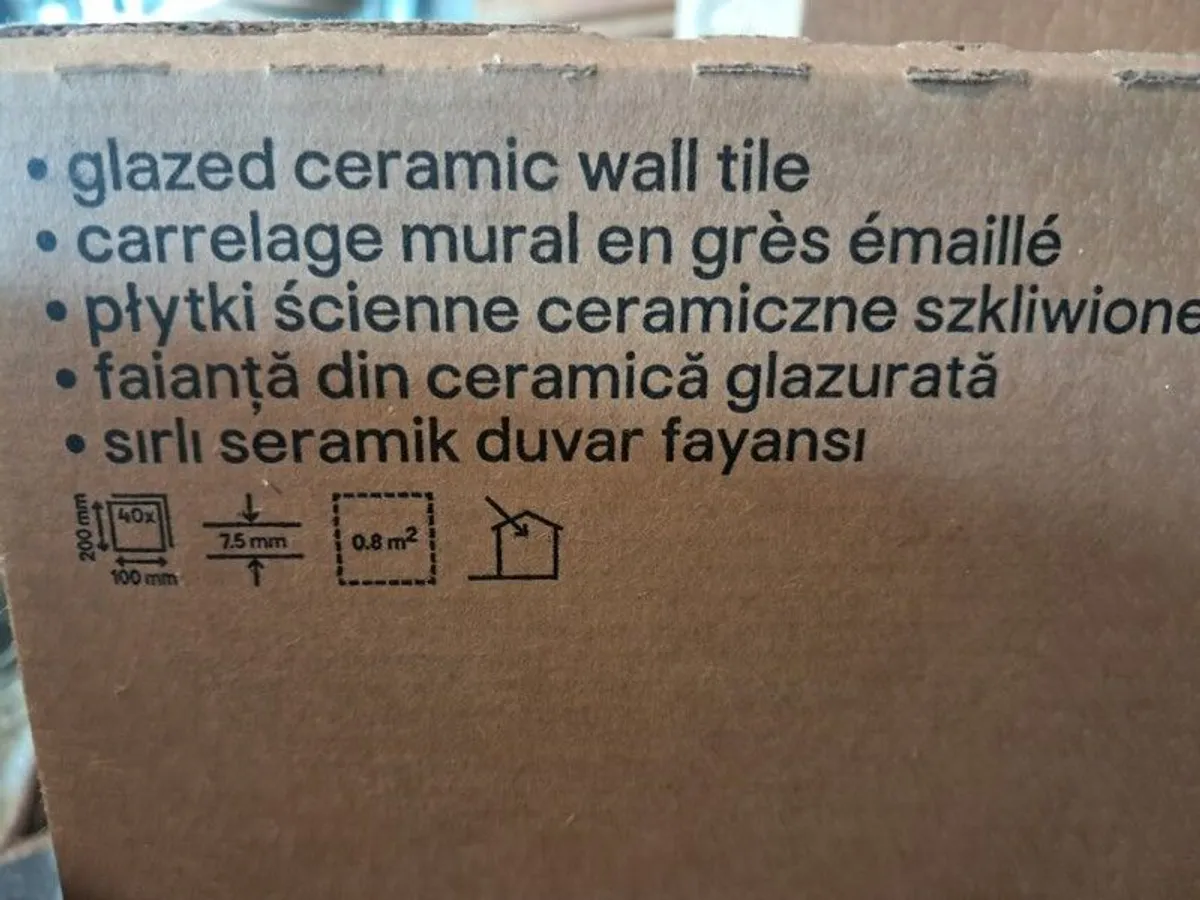 • glazed ceramic wall tile
• carrelage mural en grès émaillé
• płytki ścienne ceramiczne szkliwione
• faianță din ceramică glazurată
• sırlı seramik duvar fayansı
200 mm
40x
100 mm
7.5 mm
0.8 m²